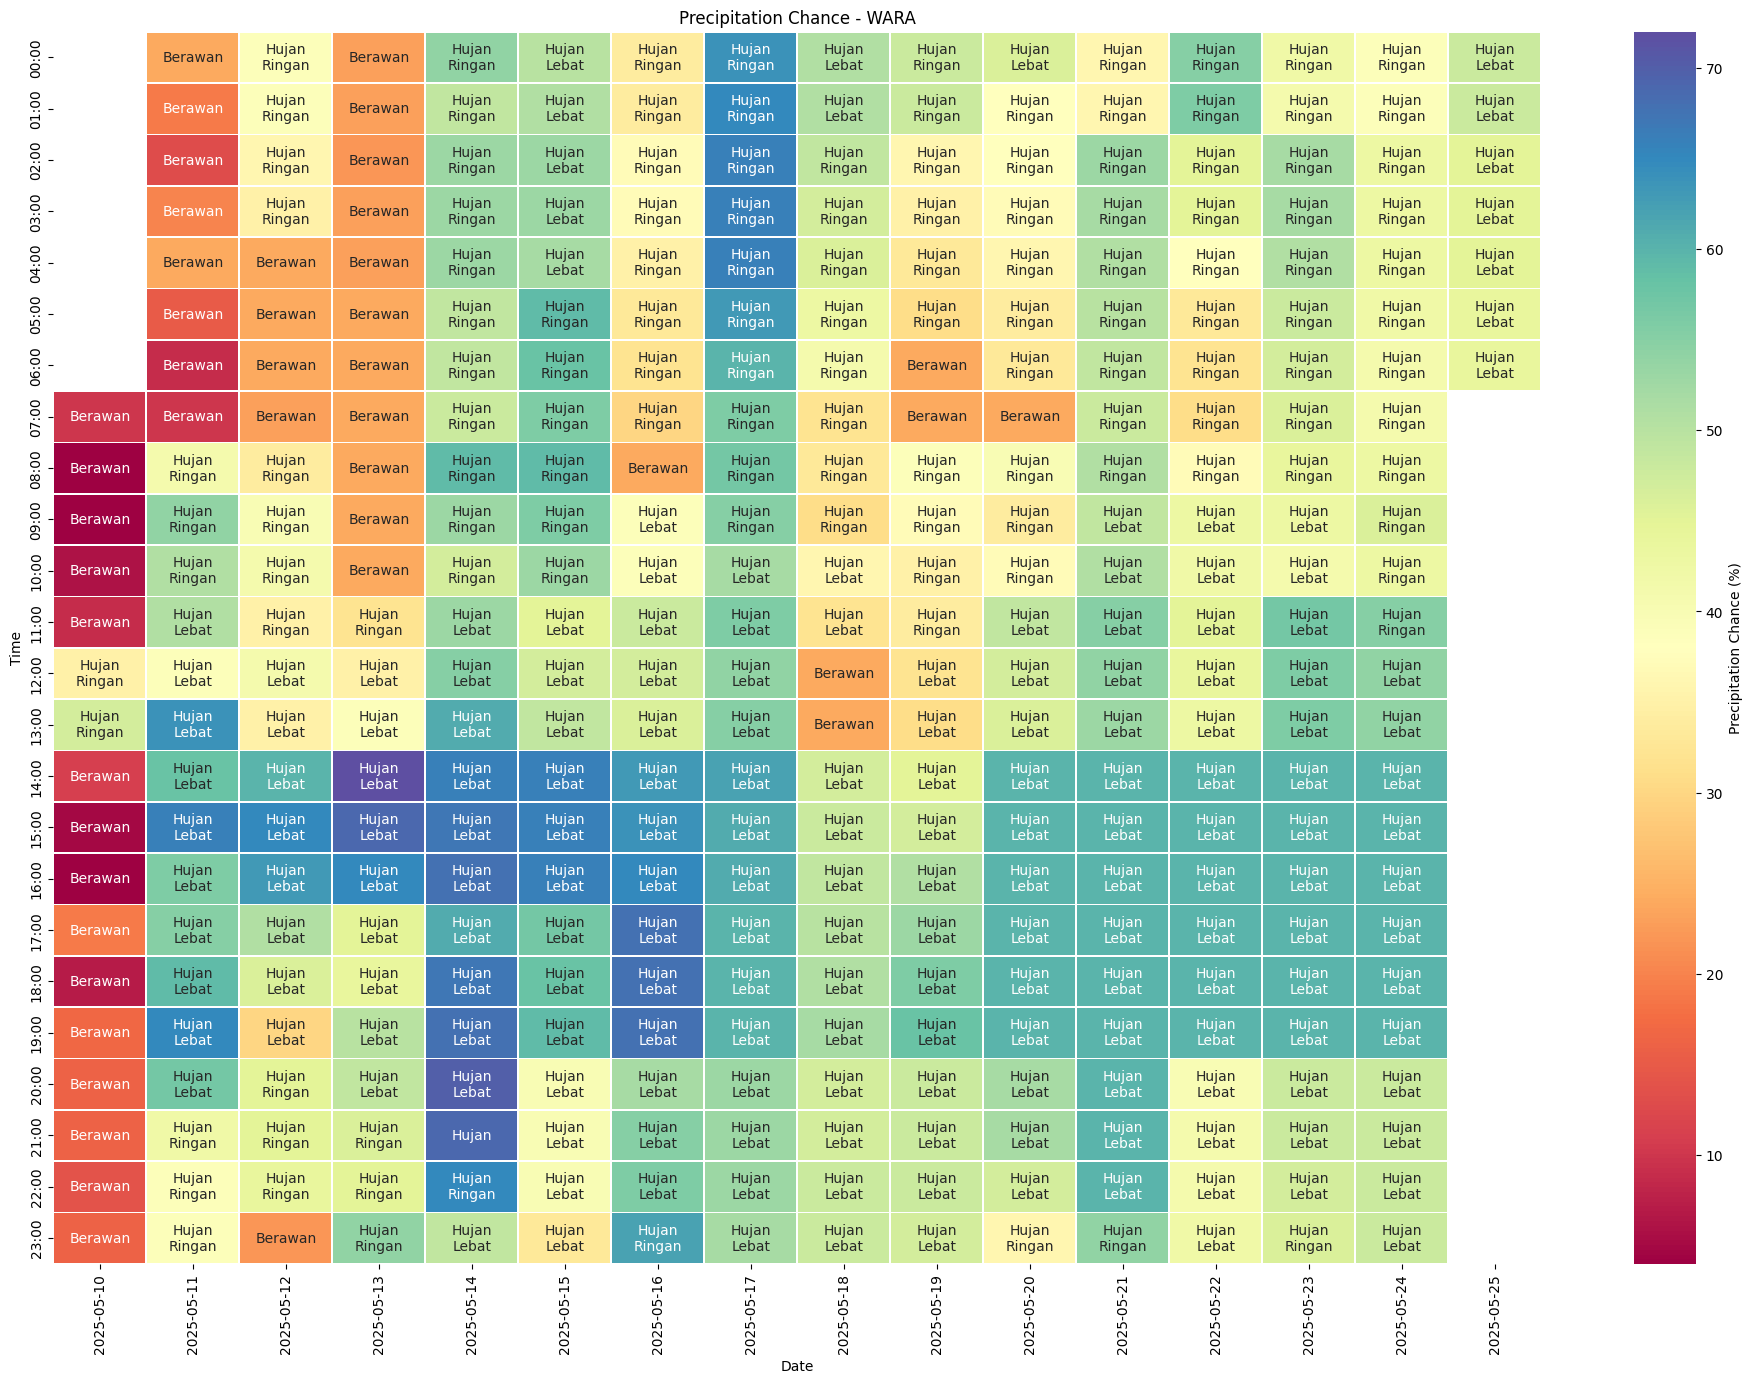 Precipitation Chance - WARA
00:00 Berawan Hujan Ringan Berawan Hujan Ringan Hujan Lebat Hujan Ringan Hujan Ringan Hujan Lebat Hujan Ringan Hujan Lebat Hujan Ringan Hujan Ringan Hujan Ringan Hujan Ringan Hujan Lebat
01:00 Berawan Hujan Ringan Berawan Hujan Ringan Hujan Lebat Hujan Ringan Hujan Ringan Hujan Lebat Hujan Ringan Hujan Ringan Hujan Ringan Hujan Ringan Hujan Ringan Hujan Ringan Hujan Lebat
02:00 Berawan Hujan Ringan Berawan Hujan Ringan Hujan Lebat Hujan Ringan Hujan Ringan Hujan Ringan Hujan Ringan Hujan Ringan Hujan Ringan Hujan Ringan Hujan Ringan Hujan Ringan Hujan Lebat
03:00 Berawan Hujan Ringan Berawan Hujan Ringan Hujan Lebat Hujan Ringan Hujan Ringan Hujan Ringan Hujan Ringan Hujan Ringan Hujan Ringan Hujan Ringan Hujan Ringan Hujan Ringan Hujan Lebat
04:00 Berawan Berawan Berawan Hujan Ringan Hujan Lebat Hujan Ringan Hujan Ringan Hujan Ringan Hujan Ringan Hujan Ringan Hujan Ringan Hujan Ringan Hujan Ringan Hujan Ringan Hujan Lebat
05:00 Berawan Berawan Berawan Hujan Ringan Hujan Ringan Hujan Ringan Hujan Ringan Hujan Ringan Hujan Ringan Hujan Ringan Hujan Ringan Hujan Ringan Hujan Ringan Hujan Ringan Hujan Lebat
06:00 Berawan Berawan Berawan Hujan Ringan Hujan Ringan Hujan Ringan Hujan Ringan Hujan Ringan Berawan Hujan Ringan Hujan Ringan Hujan Ringan Hujan Ringan Hujan Ringan Hujan Lebat
07:00 Berawan Berawan Berawan Berawan Hujan Ringan Hujan Ringan Hujan Ringan Hujan Ringan Hujan Ringan Berawan Berawan Hujan Ringan Hujan Ringan Hujan Ringan Hujan Ringan
08:00 Berawan Hujan Ringan Hujan Ringan Berawan Hujan Ringan Hujan Ringan Berawan Hujan Ringan Hujan Ringan Hujan Ringan Hujan Ringan Hujan Ringan Hujan Ringan Hujan Ringan Hujan Ringan
09:00 Berawan Hujan Ringan Hujan Ringan Berawan Hujan Ringan Hujan Ringan Hujan Lebat Hujan Ringan Hujan Ringan Hujan Ringan Hujan Ringan Hujan Lebat Hujan Lebat Hujan Lebat Hujan Ringan
10:00 Berawan Hujan Ringan Hujan Ringan Berawan Hujan Ringan Hujan Ringan Hujan Lebat Hujan Lebat Hujan Lebat Hujan Ringan Hujan Ringan Hujan Lebat Hujan Lebat Hujan Lebat Hujan Ringan
11:00 Berawan Hujan Lebat Hujan Ringan Hujan Ringan Hujan Lebat Hujan Lebat Hujan Lebat Hujan Lebat Hujan Lebat Hujan Ringan Hujan Lebat Hujan Lebat Hujan Lebat Hujan Lebat Hujan Ringan
12:00 Hujan Ringan Hujan Lebat Hujan Lebat Hujan Lebat Hujan Lebat Hujan Lebat Hujan Lebat Hujan Lebat Berawan Hujan Lebat Hujan Lebat Hujan Lebat Hujan Lebat Hujan Lebat Hujan Lebat
13:00 Hujan Ringan Hujan Lebat Hujan Lebat Hujan Lebat Hujan Lebat Hujan Lebat Hujan Lebat Hujan Lebat Berawan Hujan Lebat Hujan Lebat Hujan Lebat Hujan Lebat Hujan Lebat Hujan Lebat
14:00 Berawan Hujan Lebat Hujan Lebat Hujan Lebat Hujan Lebat Hujan Lebat Hujan Lebat Hujan Lebat Hujan Lebat Hujan Lebat Hujan Lebat Hujan Lebat Hujan Lebat Hujan Lebat Hujan Lebat
15:00 Berawan Hujan Lebat Hujan Lebat Hujan Lebat Hujan Lebat Hujan Lebat Hujan Lebat Hujan Lebat Hujan Lebat Hujan Lebat Hujan Lebat Hujan Lebat Hujan Lebat Hujan Lebat Hujan Lebat
16:00 Berawan Hujan Lebat Hujan Lebat Hujan Lebat Hujan Lebat Hujan Lebat Hujan Lebat Hujan Lebat Hujan Lebat Hujan Lebat Hujan Lebat Hujan Lebat Hujan Lebat Hujan Lebat Hujan Lebat
17:00 Berawan Hujan Lebat Hujan Lebat Hujan Lebat Hujan Lebat Hujan Lebat Hujan Lebat Hujan Lebat Hujan Lebat Hujan Lebat Hujan Lebat Hujan Lebat Hujan Lebat Hujan Lebat Hujan Lebat
18:00 Berawan Hujan Lebat Hujan Lebat Hujan Lebat Hujan Lebat Hujan Lebat Hujan Lebat Hujan Lebat Hujan Lebat Hujan Lebat Hujan Lebat Hujan Lebat Hujan Lebat Hujan Lebat Hujan Lebat
19:00 Berawan Hujan Lebat Hujan Lebat Hujan Lebat Hujan Lebat Hujan Lebat Hujan Lebat Hujan Lebat Hujan Lebat Hujan Lebat Hujan Lebat Hujan Lebat Hujan Lebat Hujan Lebat Hujan Lebat
20:00 Berawan Hujan Lebat Hujan Ringan Hujan Lebat Hujan Lebat Hujan Lebat Hujan Lebat Hujan Lebat Hujan Lebat Hujan Lebat Hujan Lebat Hujan Lebat Hujan Lebat Hujan Lebat Hujan Lebat
21:00 Berawan Hujan Ringan Hujan Ringan Hujan Ringan Hujan Hujan Lebat Hujan Lebat Hujan Lebat Hujan Lebat Hujan Lebat Hujan Lebat Hujan Lebat Hujan Lebat Hujan Lebat Hujan Lebat
22:00 Berawan Hujan Ringan Hujan Ringan Hujan Ringan Hujan Ringan Hujan Lebat Hujan Lebat Hujan Lebat Hujan Lebat Hujan Lebat Hujan Lebat Hujan Lebat Hujan Lebat Hujan Lebat Hujan Lebat
23:00 Berawan Hujan Ringan Berawan Hujan Ringan Hujan Lebat Hujan Lebat Hujan Ringan Hujan Lebat Hujan Lebat Hujan Lebat Hujan Ringan Hujan Ringan Hujan Lebat Hujan Ringan Hujan Lebat
Time
2025-05-10 2025-05-11 2025-05-12 2025-05-13 2025-05-14 2025-05-15 2025-05-16 2025-05-17 2025-05-18 2025-05-19 2025-05-20 2025-05-21 2025-05-22 2025-05-23 2025-05-24 2025-05-25
Date
70
60
50
40
30
20
10
Precipitation Chance (%)